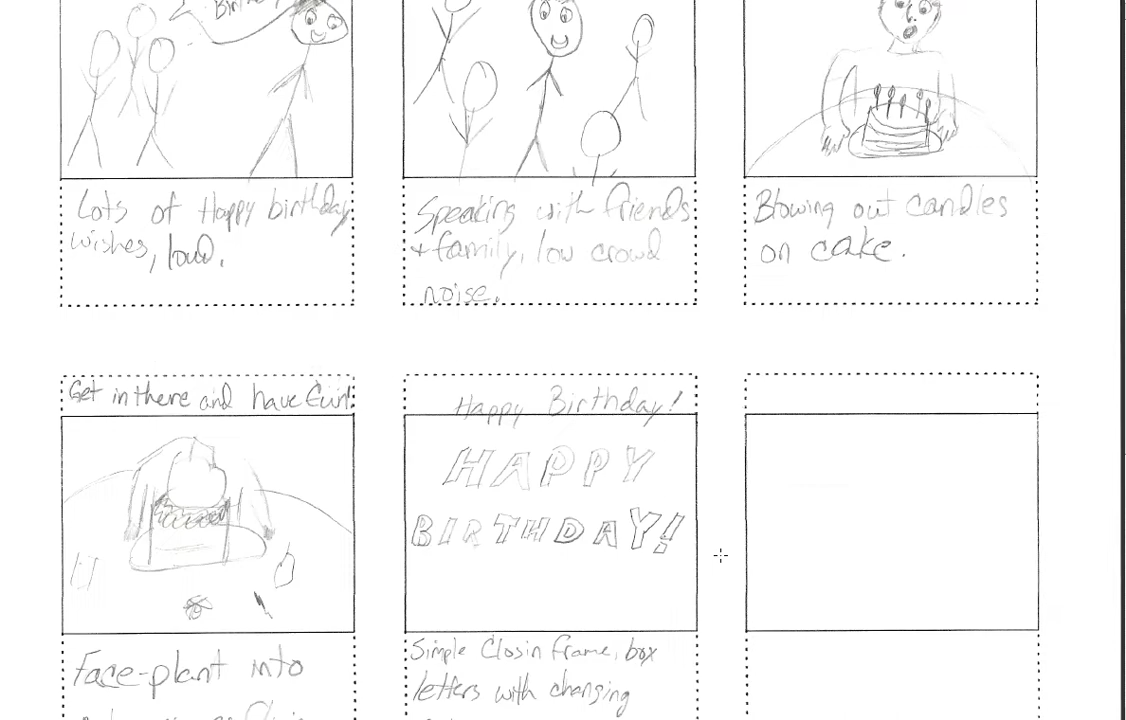 Birthday
Lots of Happy birthday
wishes, loud.
Speaking with friends
+ family, low crowd
noise.
Blowing out candles
on cake.
Get in there and have fun!
Happy Birthday!
HAPPY
BIRTHDAY!!
Face-plant into
Simple Closin frame, box
letters with changing